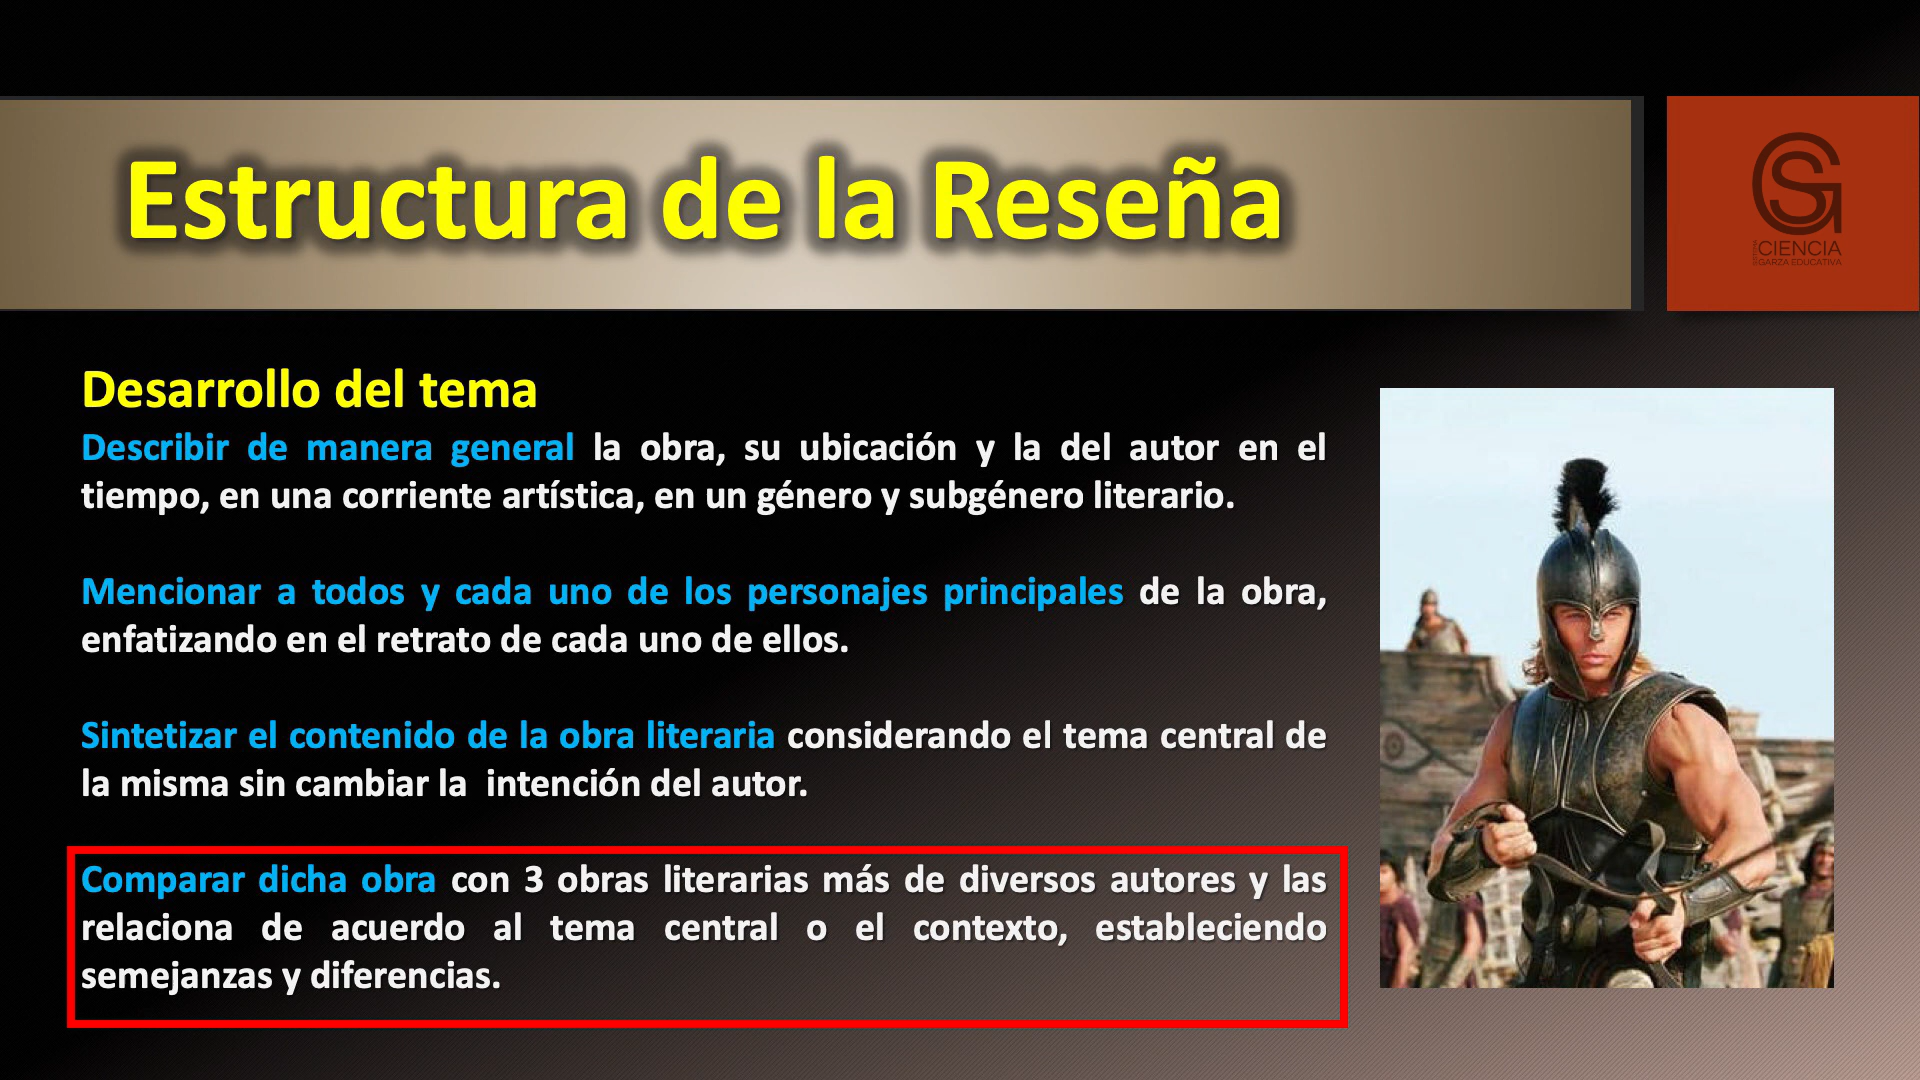 Estructura de la Reseña
CIENCIA
GARZA EDUCATIVA
Desarrollo del tema
Describir de manera general la obra, su ubicación y la del autor en el
tiempo, en una corriente artística, en un género y subgénero literario.
Mencionar a todos y cada uno de los personajes principales de la obra,
enfatizando en el retrato de cada uno de ellos.
Sintetizar el contenido de la obra literaria considerando el tema central de
la misma sin cambiar la  intención del autor.
Comparar dicha obra con 3 obras literarias más de diversos autores y las
relaciona de acuerdo al tema central o el contexto, estableciendo
semejanzas y diferencias.